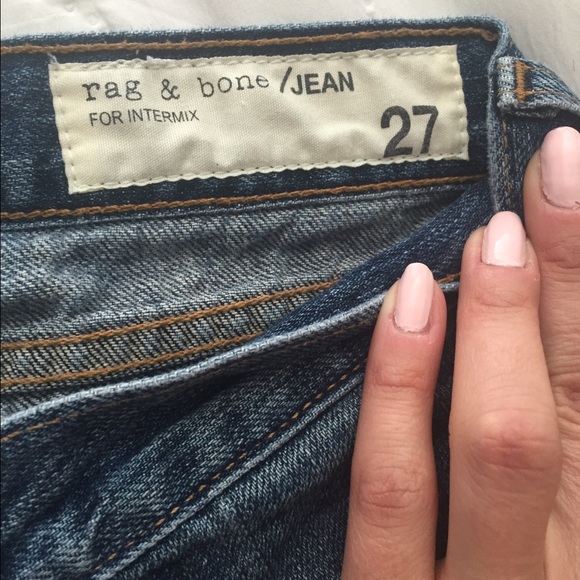 rag & bone /JEAN
FOR INTERMIX
27